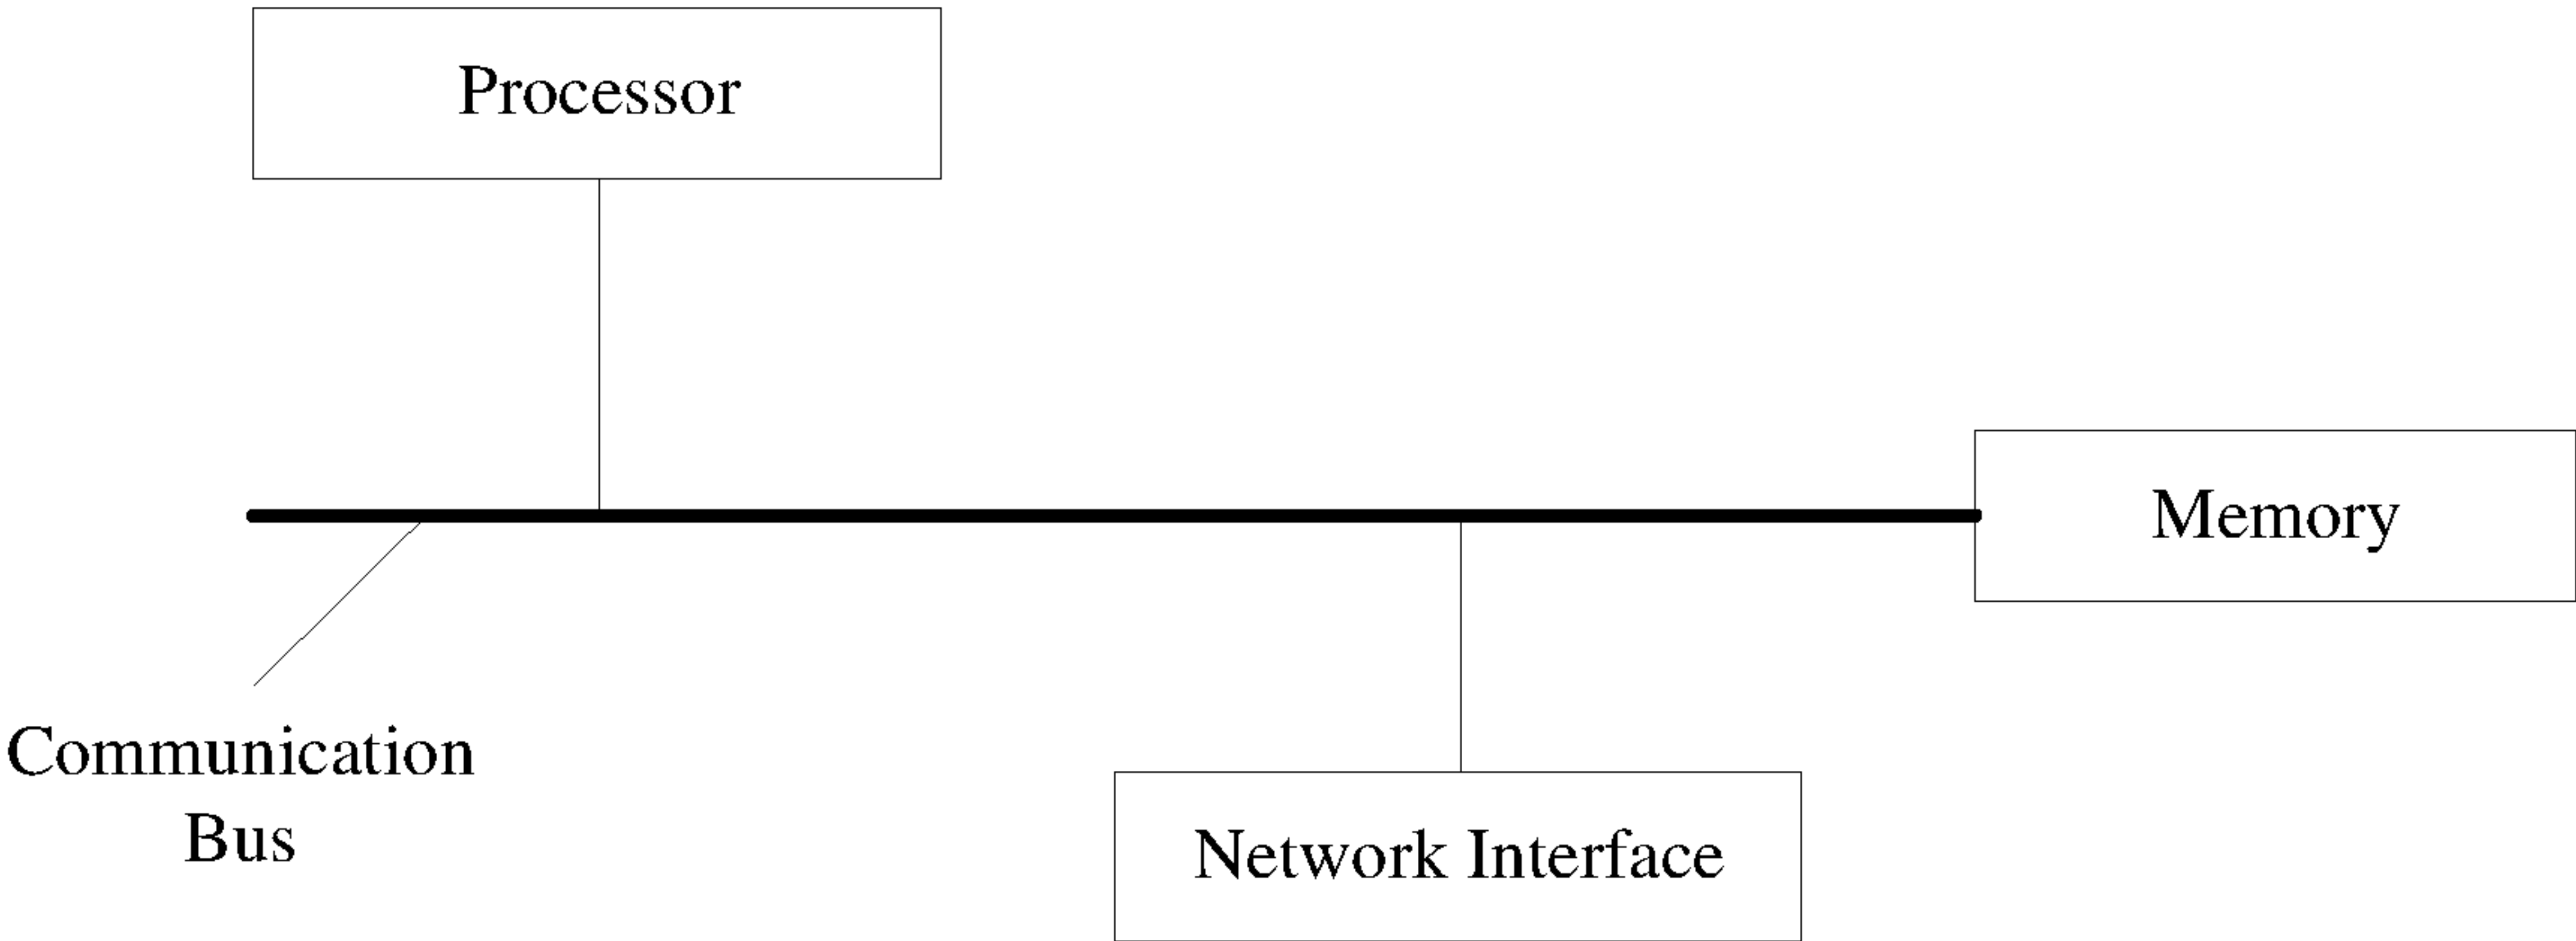 Processor
Memory
Communication
Bus
Network Interface